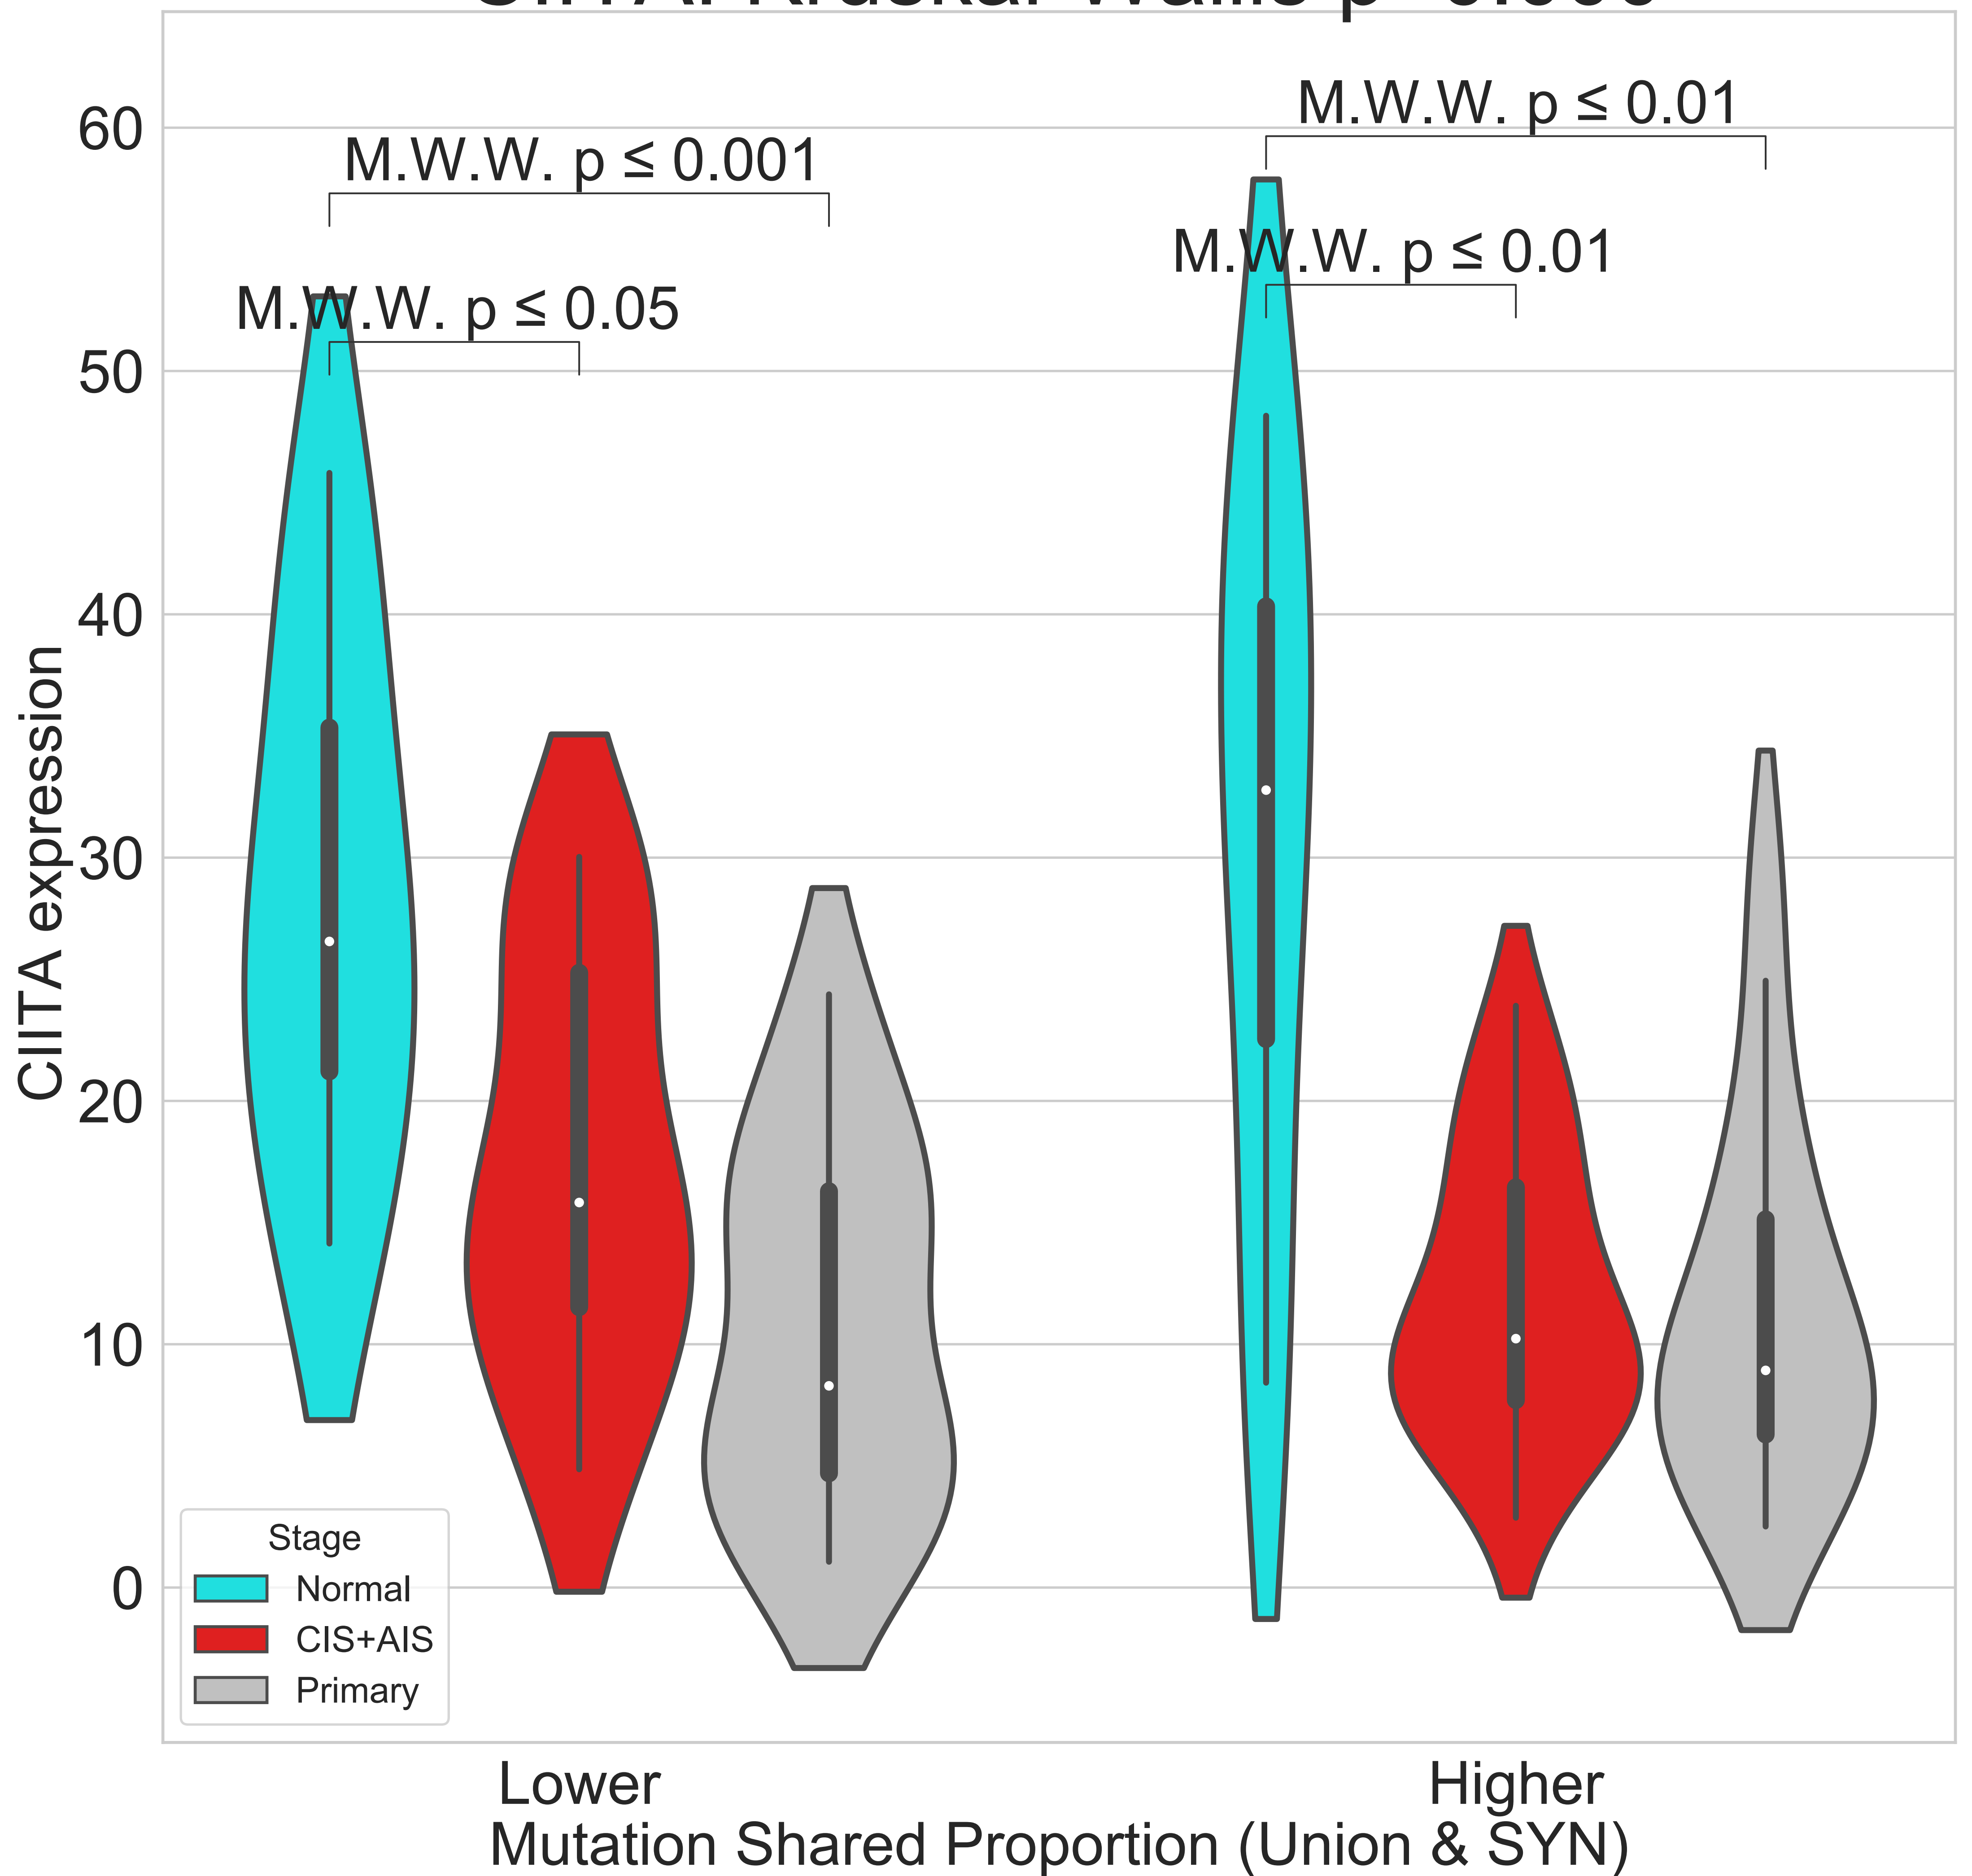 60
50
40
30
20
10
0
CIITA expression
M.W.W. p ≤ 0.01
M.W.W. p ≤ 0.001
M.W.W. p ≤ 0.01
M.W.W. p ≤ 0.05
Stage
Normal
CIS+AIS
Primary
Lower
Higher
Mutation Shared Proportion (Union & SYN)